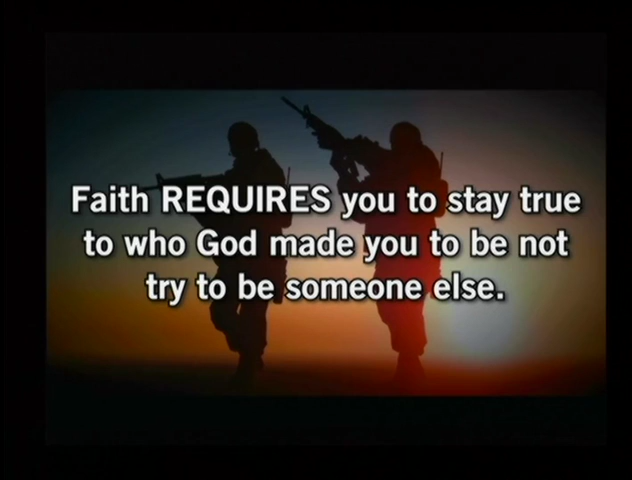 Faith REQUIRES you to stay true
to who God made you to be not
try to be someone else.